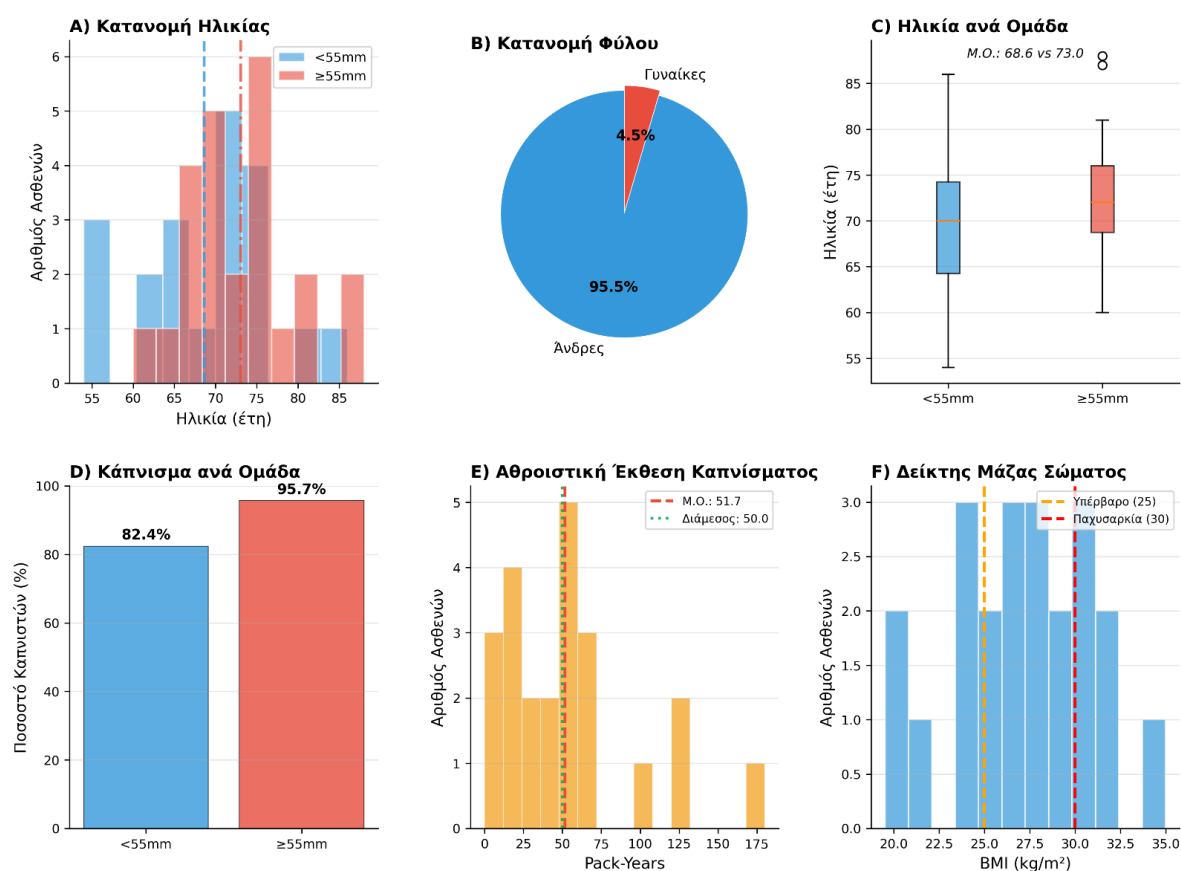 A) Κατανομή Ηλικίας
<55mm
≥55mm
Αριθμός Ασθενών
6
5
4
3
2
1
0
55 60 65 70 75 80 85
Ηλικία (έτη)
B) Κατανομή Φύλου
Γυναίκες
4.5%
95.5%
Άνδρες
C) Ηλικία ανά Ομάδα
Μ.Ο.: 68.6 vs 73.0
Ηλικία (έτη)
85
80
75
70
65
60
55
<55mm ≥55mm
D) Κάπνισμα ανά Ομάδα
Ποσοστό Καπνιστών (%)
100
80
60
40
20
0
82.4%
95.7%
<55mm ≥55mm
E) Αθροιστική Έκθεση Καπνίσματος
Μ.Ο.: 51.7
Διάμεσος: 50.0
Αριθμός Ασθενών
5
4
3
2
1
0
0 25 50 75 100 125 150 175
Pack-Years
F) Δείκτης Μάζας Σώματος
Υπέρβαρο (25)
Παχυσαρκία (30)
Αριθμός Ασθενών
3.0
2.5
2.0
1.5
1.0
0.5
0.0
20.0 22.5 25.0 27.5 30.0 32.5 35.0
BMI (kg/m²)